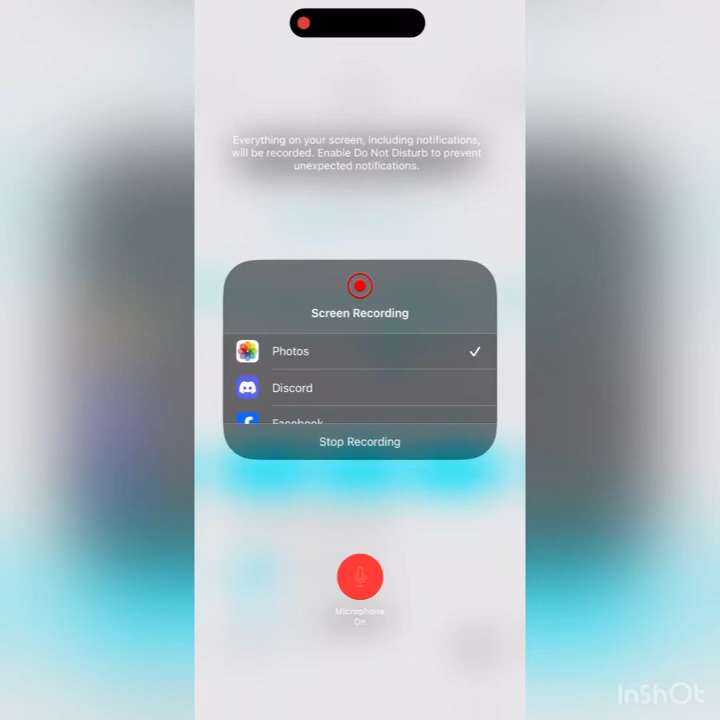 Everything on your screen, including notifications,
will be recorded. Enable Do Not Disturb to prevent
unexpected notifications.
Screen Recording
Photos
Discord
Facebook
Stop Recording
Microphone
On
InShOt